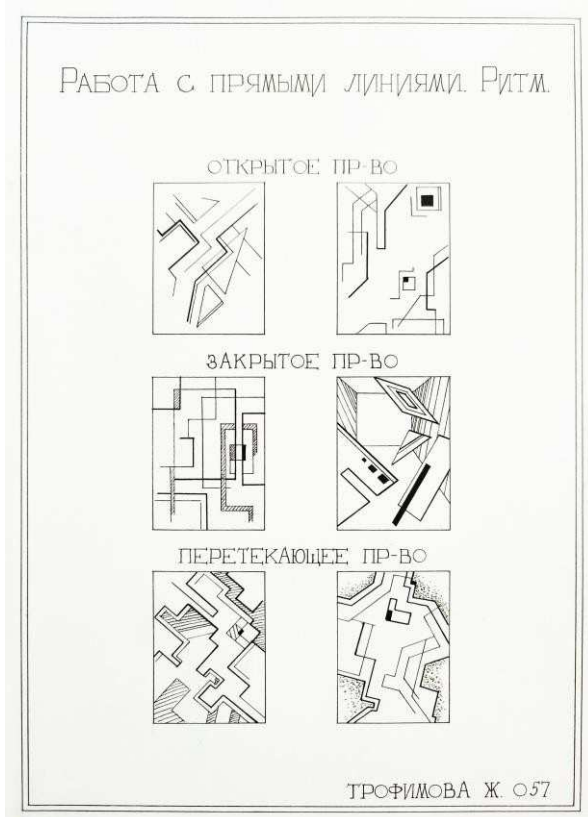 РАБОТА С ПРЯМЫМИ ЛИНИЯМИ. РИТМ.
ОТКРЫТОЕ ПР-ВО
ЗАКРЫТОЕ ПР-ВО
ПЕРЕТЕКАЮЩЕЕ ПР-ВО
ТРОФИМОВА Ж. 057